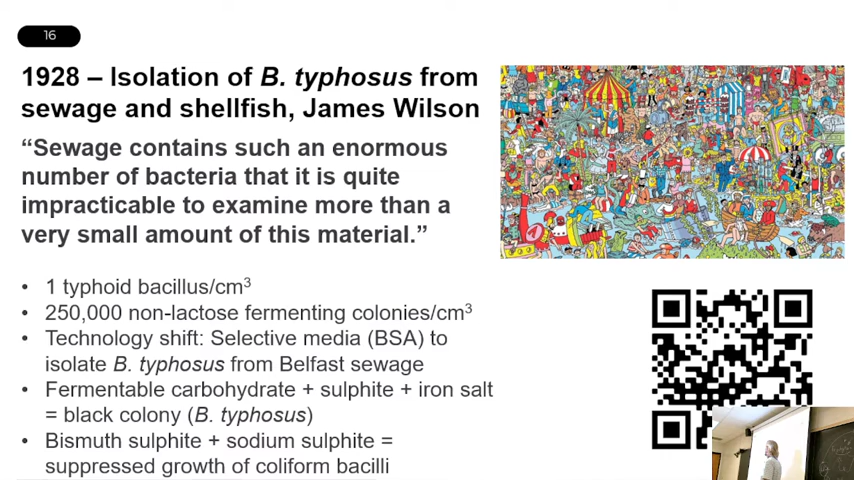 16
1928 – Isolation of B. typhosus from
sewage and shellfish, James Wilson
“Sewage contains such an enormous
number of bacteria that it is quite
impracticable to examine more than a
very small amount of this material.”
• 1 typhoid bacillus/cm³
• 250,000 non-lactose fermenting colonies/cm³
• Technology shift: Selective media (BSA) to
isolate B. typhosus from Belfast sewage
• Fermentable carbohydrate + sulphite + iron salt
= black colony (B. typhosus)
• Bismuth sulphite + sodium sulphite =
suppressed growth of coliform bacilli